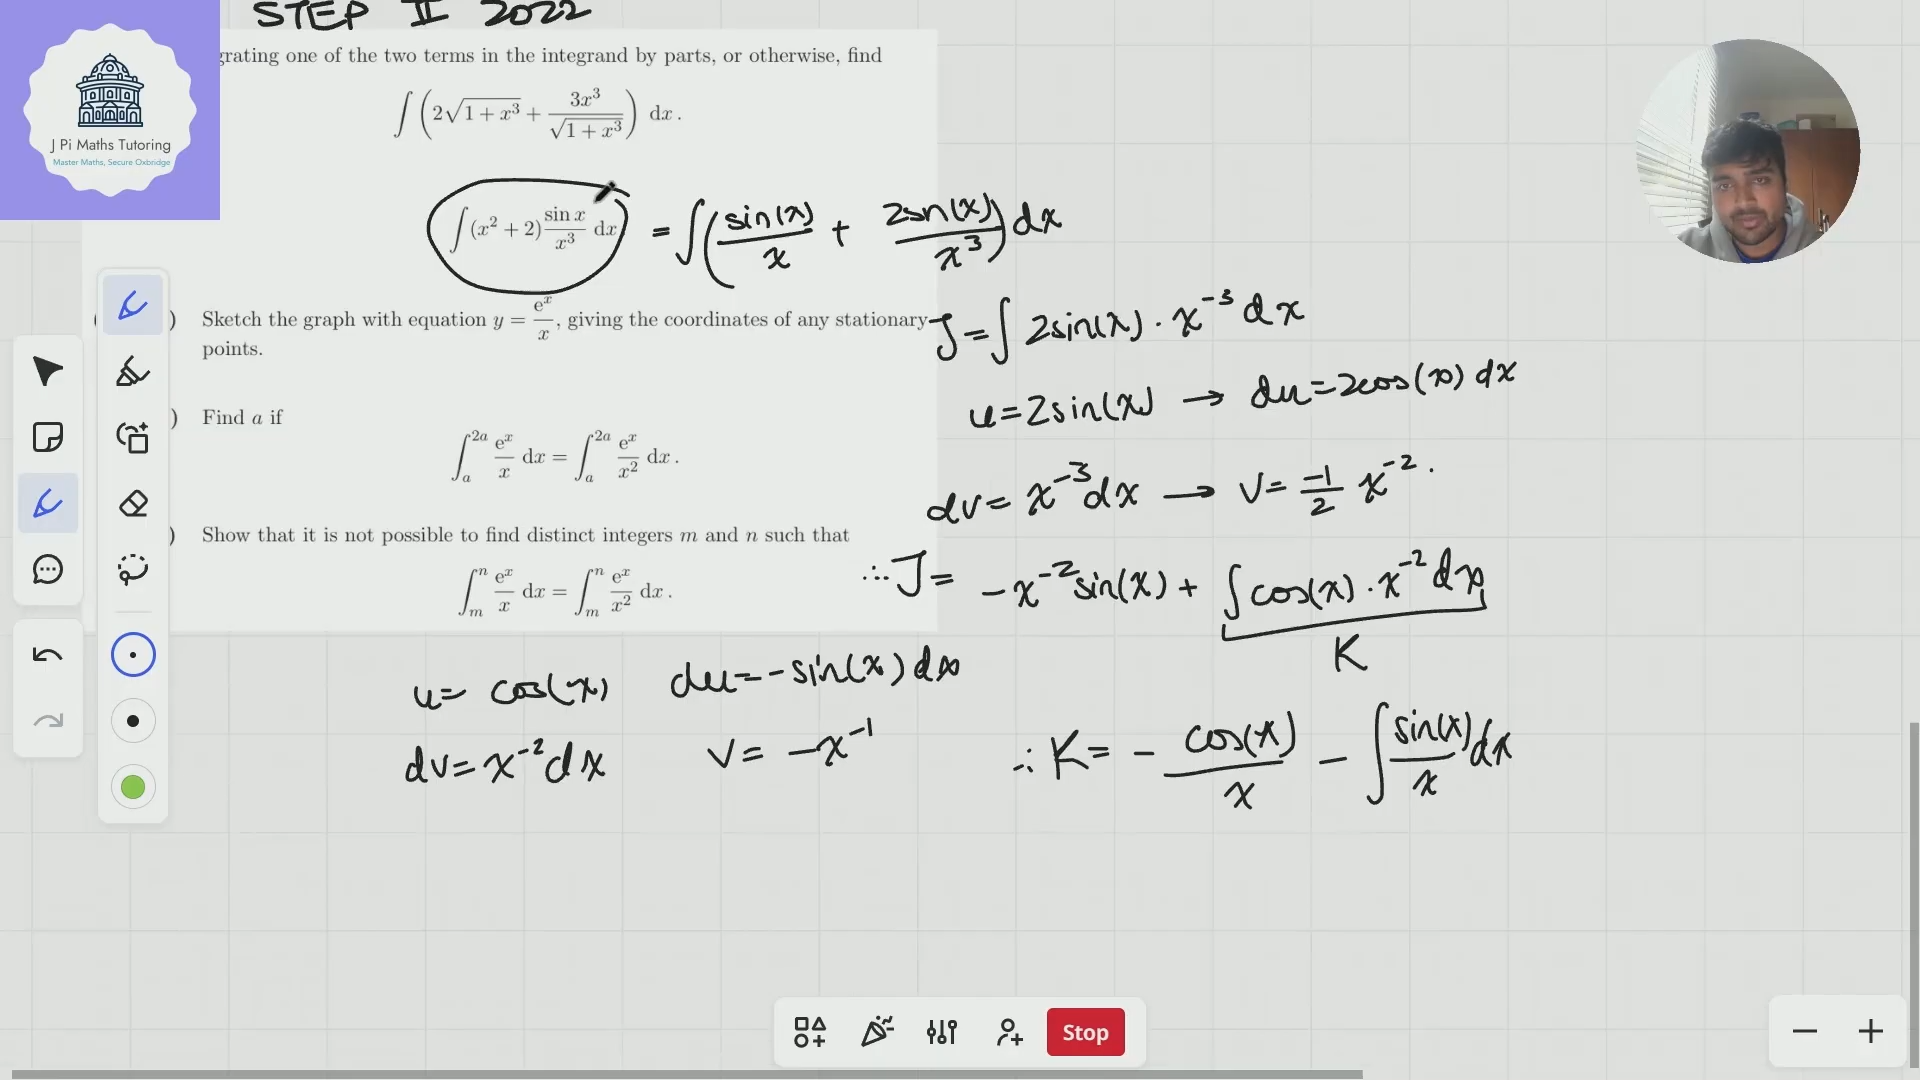 STEP II 2022
J Pi Maths Tutoring
Master Maths, Secure Oxbridge
grating one of the two terms in the integrand by parts, or otherwise, find
∫ (2√(1 + x³) + 3x³/√(1 + x³)) dx .
∫(x² + 2) sin x/x³ dx = ∫(sin(x)/x + 2sin(x)/x³) dx
) Sketch the graph with equation y = eˣ/x, giving the coordinates of any stationary
points.
J = ∫ 2sin(x) · x⁻³ dx
u = 2sin(x) → du = 2cos(x) dx
) Find a if
∫ₐ²ᵃ eˣ/x dx = ∫ₐ²ᵃ eˣ/x² dx .
dv = x⁻³ dx → v = -1/2 x⁻² .
) Show that it is not possible to find distinct integers m and n such that
∫ₘⁿ eˣ/x dx = ∫ₘⁿ eˣ/x² dx .
∴ J = -x⁻² sin(x) + ∫ cos(x) · x⁻² dx
K
u = cos(x) du = -sin(x) dx
dv = x⁻² dx v = -x⁻¹
∴ K = - cos(x)/x - ∫ sin(x)/x dx
Stop